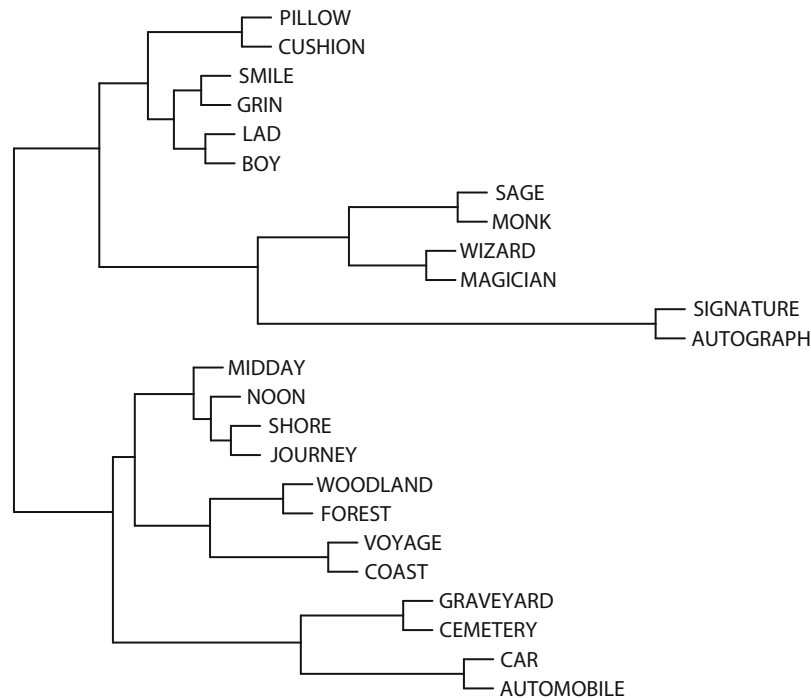 PILLOW
CUSHION
SMILE
GRIN
LAD
BOY
SAGE
MONK
WIZARD
MAGICIAN
SIGNATURE
AUTOGRAPH
MIDDAY
NOON
SHORE
JOURNEY
WOODLAND
FOREST
VOYAGE
COAST
GRAVEYARD
CEMETERY
CAR
AUTOMOBILE